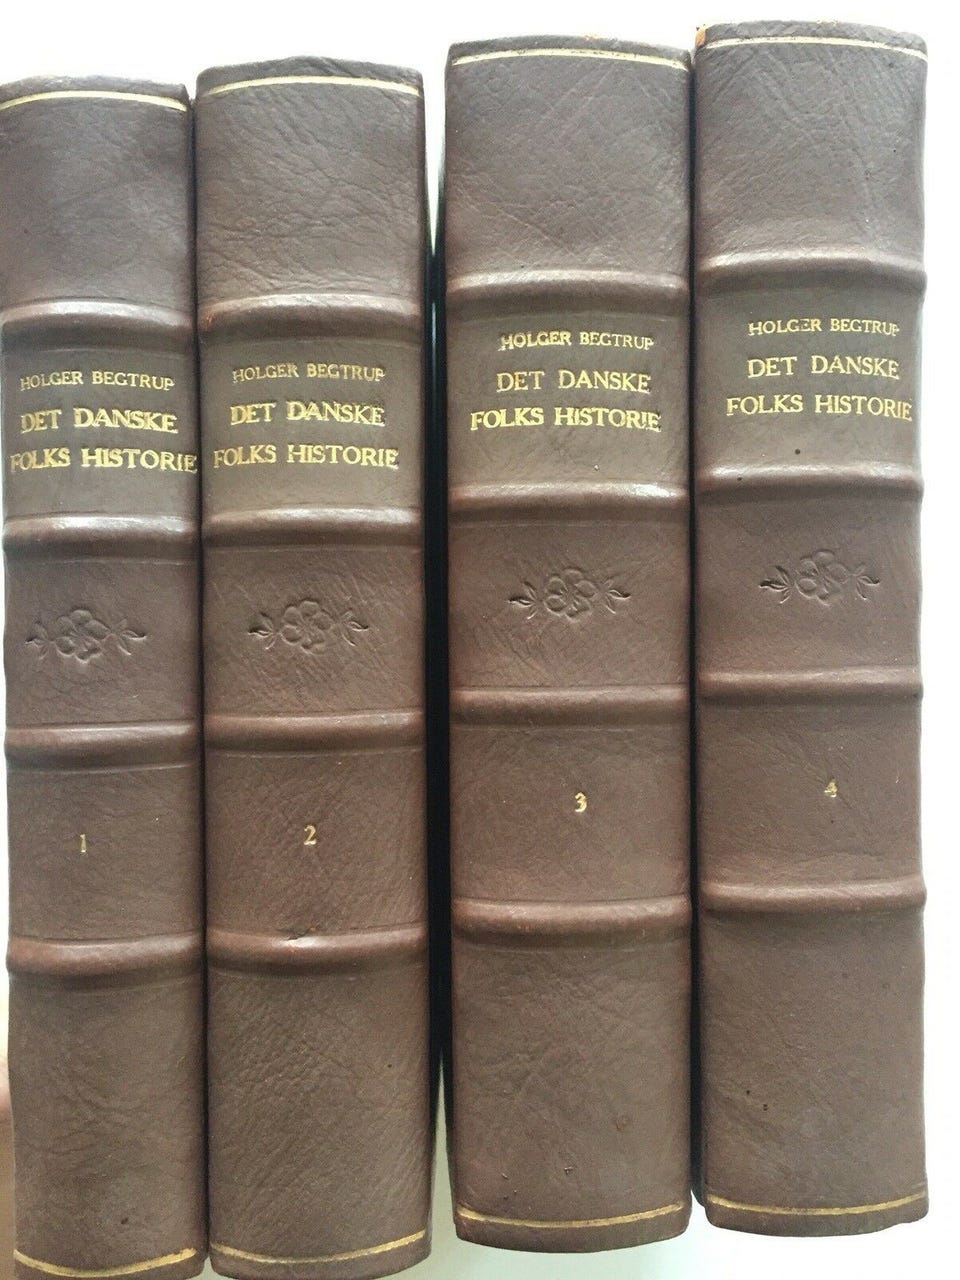 HOLGER BEGTRUP
DET DANSKE
FOLKS HISTORIE
1
HOLGER BEGTRUP
DET DANSKE
FOLKS HISTORIE
2
HOLGER BEGTRUP
DET DANSKE
FOLKS HISTORIE
3
HOLGER BEGTRUP
DET DANSKE
FOLKS HISTORIE
4